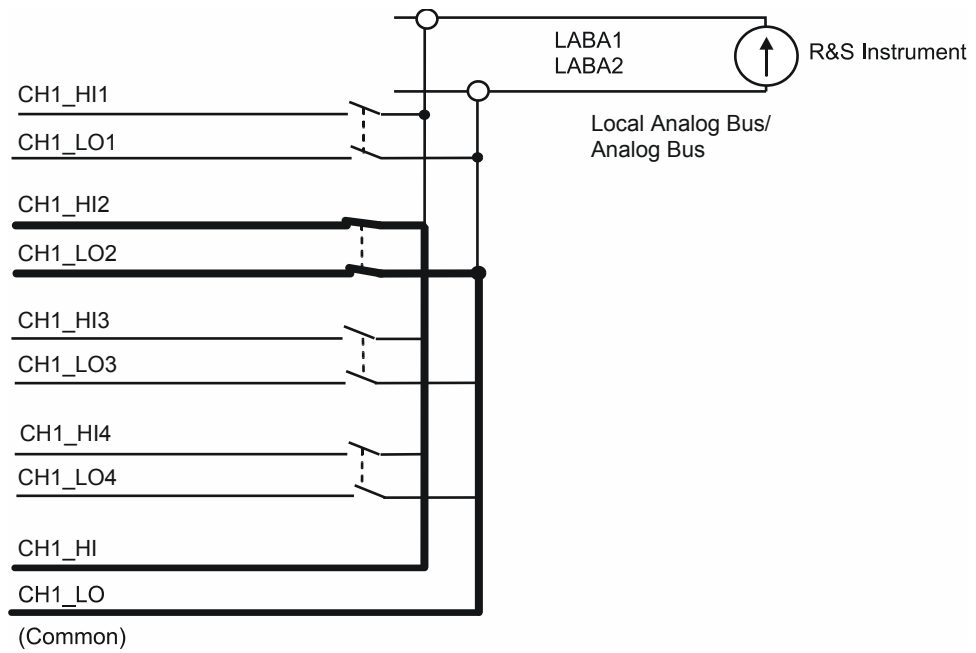 LABA1
LABA2
R&S Instrument
Local Analog Bus/
Analog Bus
CH1_HI1
CH1_LO1
CH1_HI2
CH1_LO2
CH1_HI3
CH1_LO3
CH1_HI4
CH1_LO4
CH1_HI
CH1_LO
(Common)